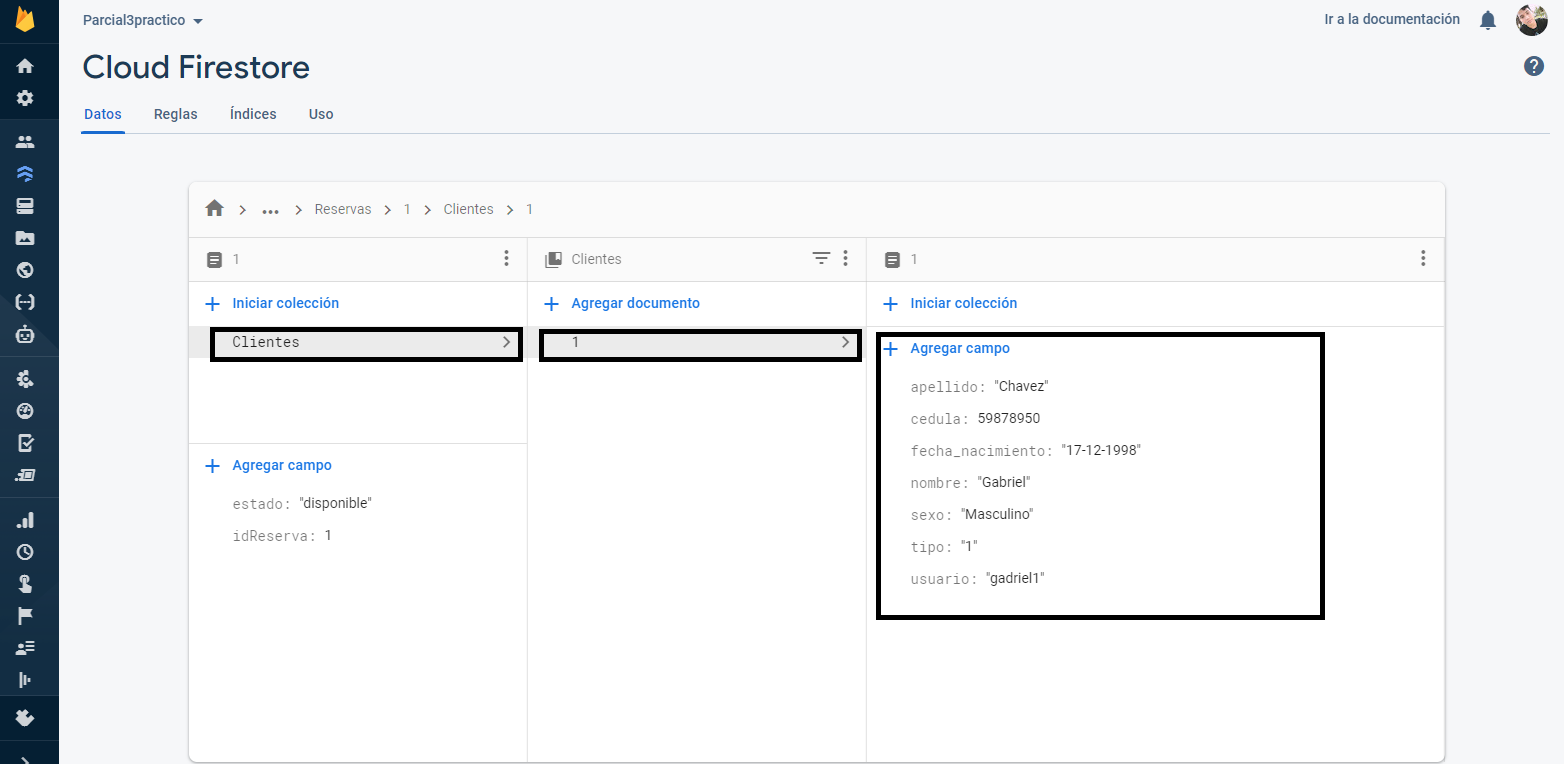 Parcial3practico
Ir a la documentación
Cloud Firestore
Datos Reglas Índices Uso
... Reservas 1 Clientes 1
1
Iniciar colección
Clientes
Agregar campo
estado: "disponible"
idReserva: 1
Clientes
Agregar documento
1
1
Iniciar colección
Agregar campo
apellido: "Chavez"
cedula: 59878950
fecha_nacimiento: "17-12-1998"
nombre: "Gabriel"
sexo: "Masculino"
tipo: "1"
usuario: "gadriel1"